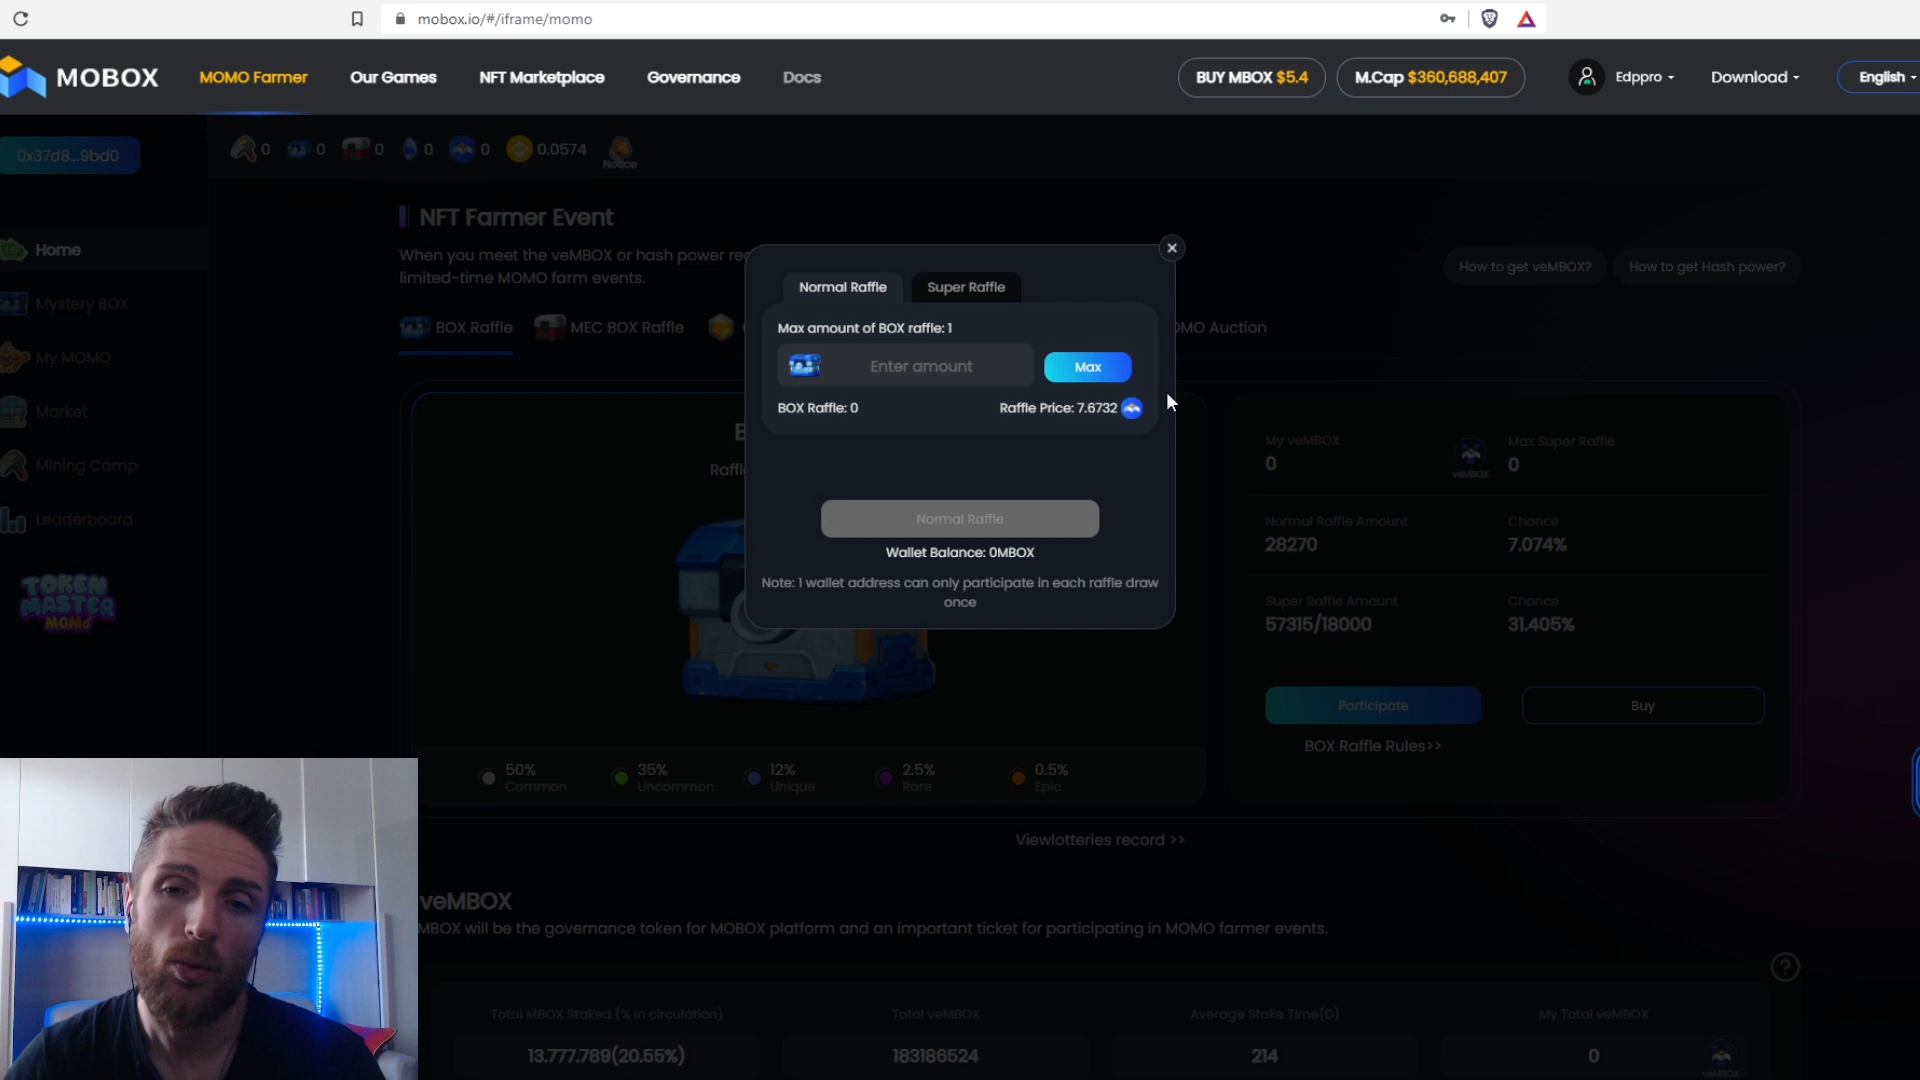 mobox.io/#/iframe/momo
MOBOX
MOMO Farmer
Our Games
NFT Marketplace
Governance
Docs
BUY MBOX $5.4
M.Cap $360,688,407
Edppro
Download
English
0x37d8...9bd0
0
0
0
0
0
0.0574
Notice
Home
Mystery BOX
My MOMO
Market
Mining Camp
Leaderboard
TOKEN
MASTER
MOMO
NFT Farmer Event
When you meet the veMBOX or hash power
limited-time MOMO farm events.
How to get veMBOX?
How to get Hash power?
BOX Raffle
MEC BOX Raffle
Auction
Normal Raffle
Super Raffle
Max amount of BOX raffle: 1
Enter amount
Max
BOX Raffle: 0
Raffle Price: 7.6732
Normal Raffle
Wallet Balance: 0MBOX
Note: 1 wallet address can only participate in each raffle draw
once
My veMBOX
0
veMBOX
Max Super Raffle
0
Normal Raffle Amount
28270
Chance
7.074%
Super Raffle Amount
57315/18000
Chance
31.405%
Participate
Buy
BOX Raffle Rules>>
50%
Common
35%
Uncommon
12%
Unique
2.5%
Rare
0.5%
Epic
Viewlotteries record >>
veMBOX
MBOX will be the governance token for MOBOX platform and an important ticket for participating in MOMO farmer events.
Total MBOX Staked (% in circulation)
13.777.789(20.55%)
Total veMBOX
183186524
Average Stake Time(D)
214
My Total veMBOX
0
veMBOX